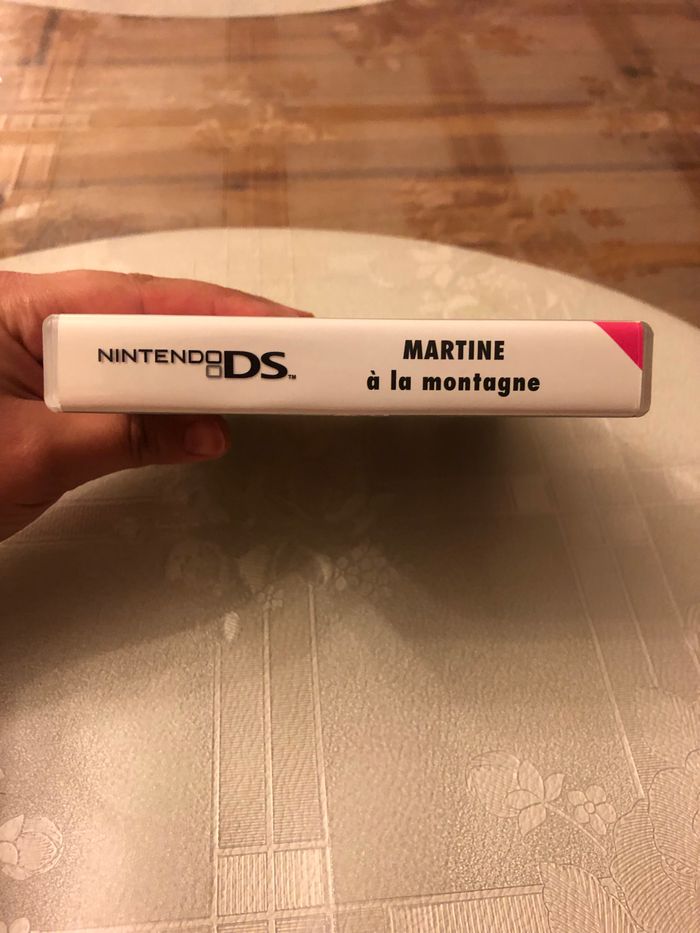 NINTENDO DS™
MARTINE
à la montagne